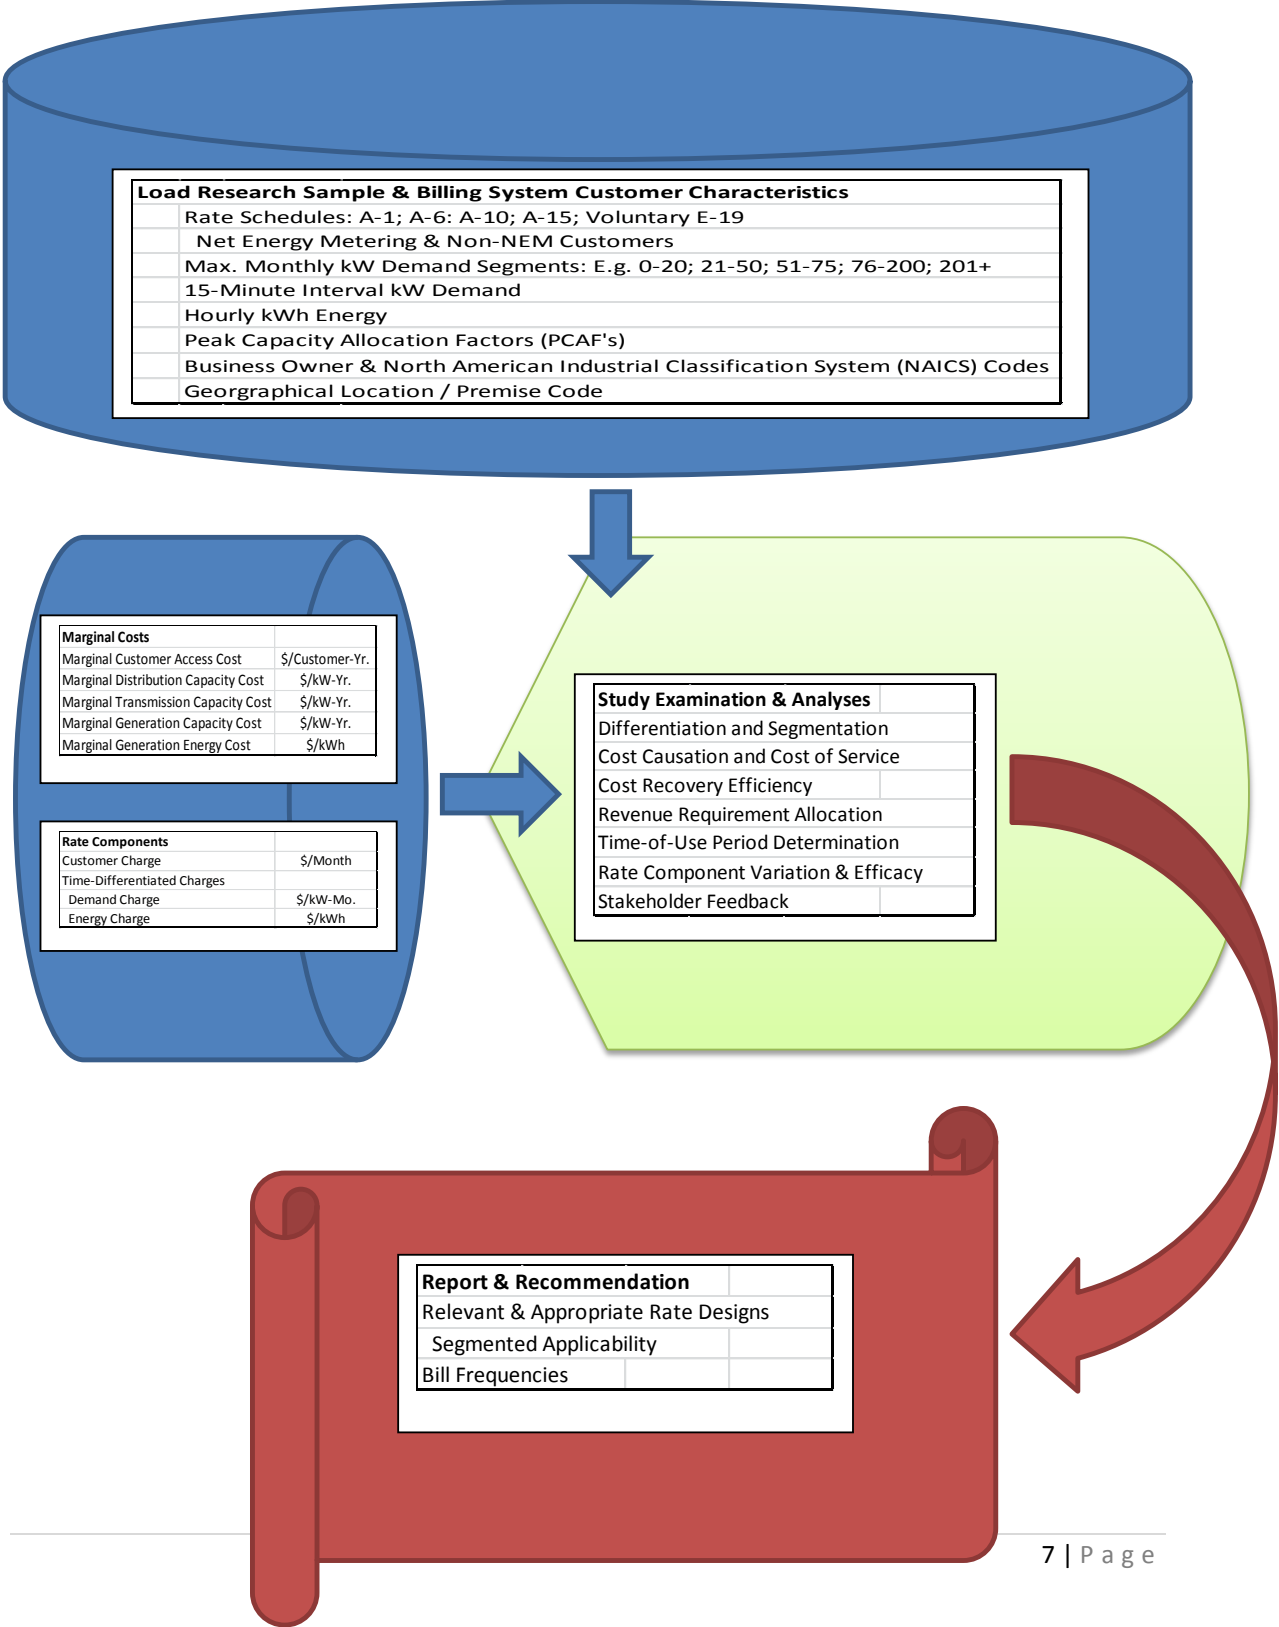 Load Research Sample & Billing System Customer Characteristics
Rate Schedules: A-1; A-6: A-10; A-15; Voluntary E-19
Net Energy Metering & Non-NEM Customers
Max. Monthly kW Demand Segments: E.g. 0-20; 21-50; 51-75; 76-200; 201+
15-Minute Interval kW Demand
Hourly kWh Energy
Peak Capacity Allocation Factors (PCAF's)
Business Owner & North American Industrial Classification System (NAICS) Codes
Georgraphical Location / Premise Code
Marginal Costs
Marginal Customer Access Cost $/Customer-Yr.
Marginal Distribution Capacity Cost $/kW-Yr.
Marginal Transmission Capacity Cost $/kW-Yr.
Marginal Generation Capacity Cost $/kW-Yr.
Marginal Generation Energy Cost $/kWh
Rate Components
Customer Charge $/Month
Time-Differentiated Charges
Demand Charge $/kW-Mo.
Energy Charge $/kWh
Study Examination & Analyses
Differentiation and Segmentation
Cost Causation and Cost of Service
Cost Recovery Efficiency
Revenue Requirement Allocation
Time-of-Use Period Determination
Rate Component Variation & Efficacy
Stakeholder Feedback
Report & Recommendation
Relevant & Appropriate Rate Designs
Segmented Applicability
Bill Frequencies
7 | Page